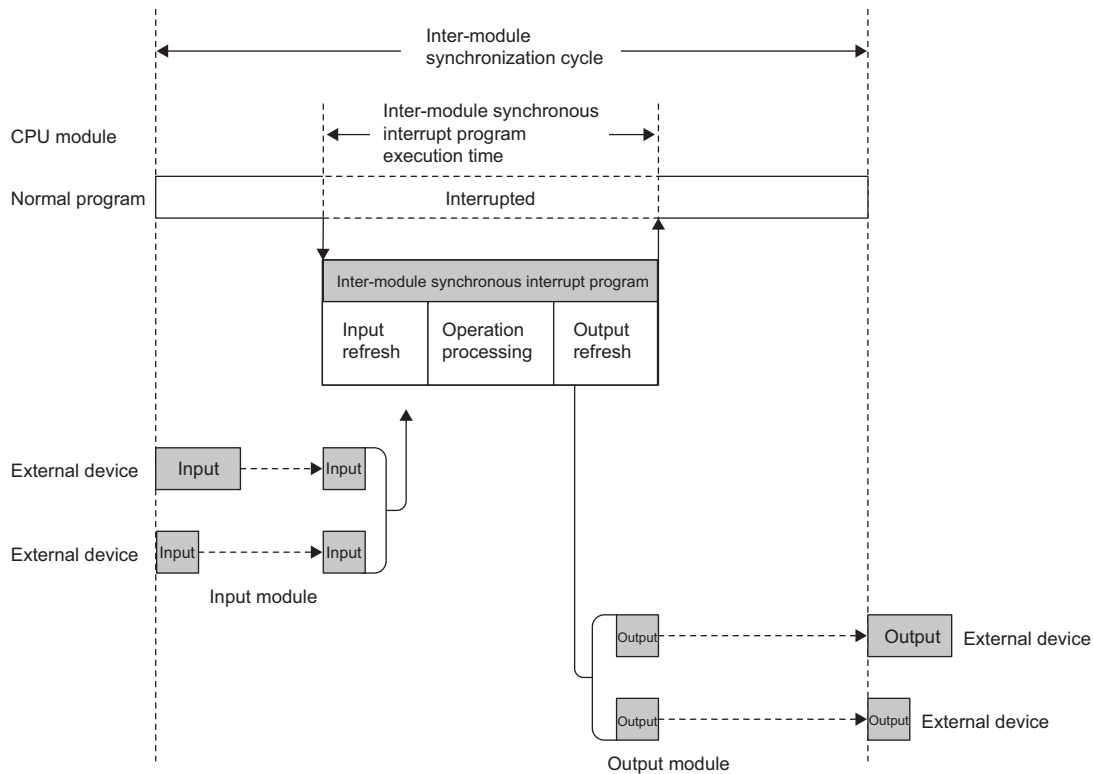 Inter-module
synchronization cycle
Inter-module synchronous
interrupt program
execution time
CPU module
Normal program
Interrupted
Inter-module synchronous interrupt program
Input
refresh
Operation
processing
Output
refresh
External device
Input
Input
External device
Input
Input
Input module
Output
Output
External device
Output
Output
External device
Output module